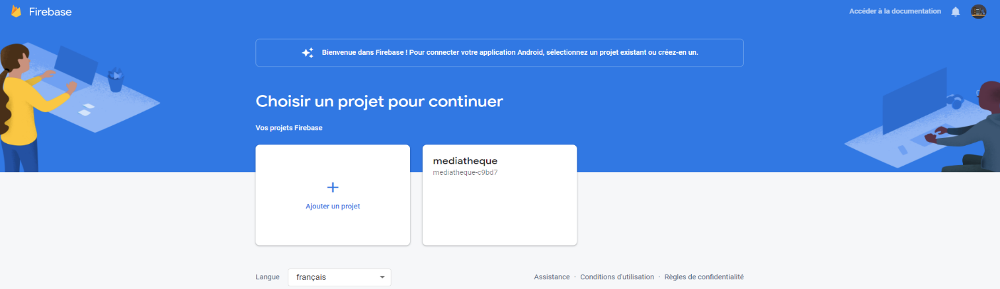 Firebase
Accéder à la documentation
Bienvenue dans Firebase ! Pour connecter votre application Android, sélectionnez un projet existant ou créez-en un.
Choisir un projet pour continuer
Vos projets Firebase
Ajouter un projet
mediatheque
mediatheque-c9bd7
Langue français
Assistance · Conditions d'utilisation · Règles de confidentialité